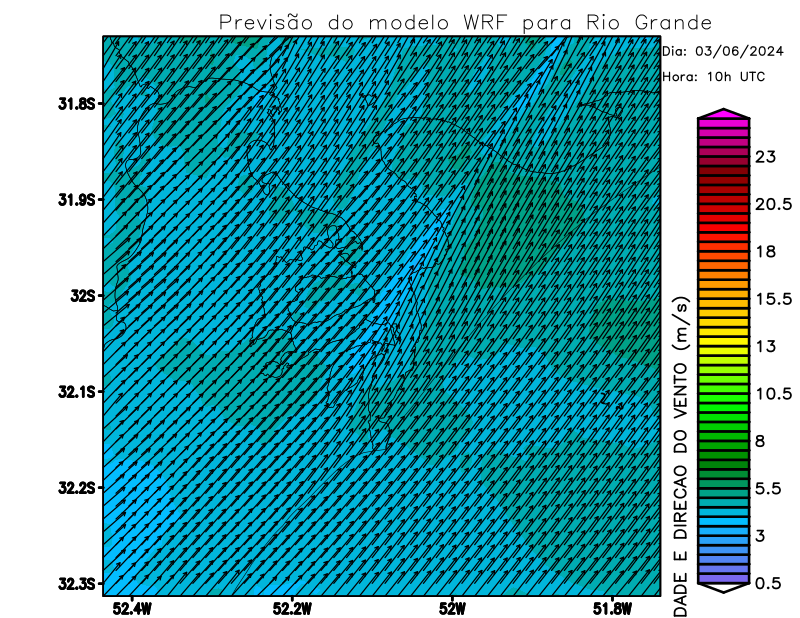 Previsão do modelo WRF para Rio Grande
Dia: 03/06/2024
Hora: 10h UTC
31.8S
31.9S
32S
32.1S
32.2S
32.3S
52.4W
52.2W
52W
51.8W
23
20.5
18
15.5
13
10.5
8
5.5
3
0.5
DADE E DIRECAO DO VENTO (m/s)